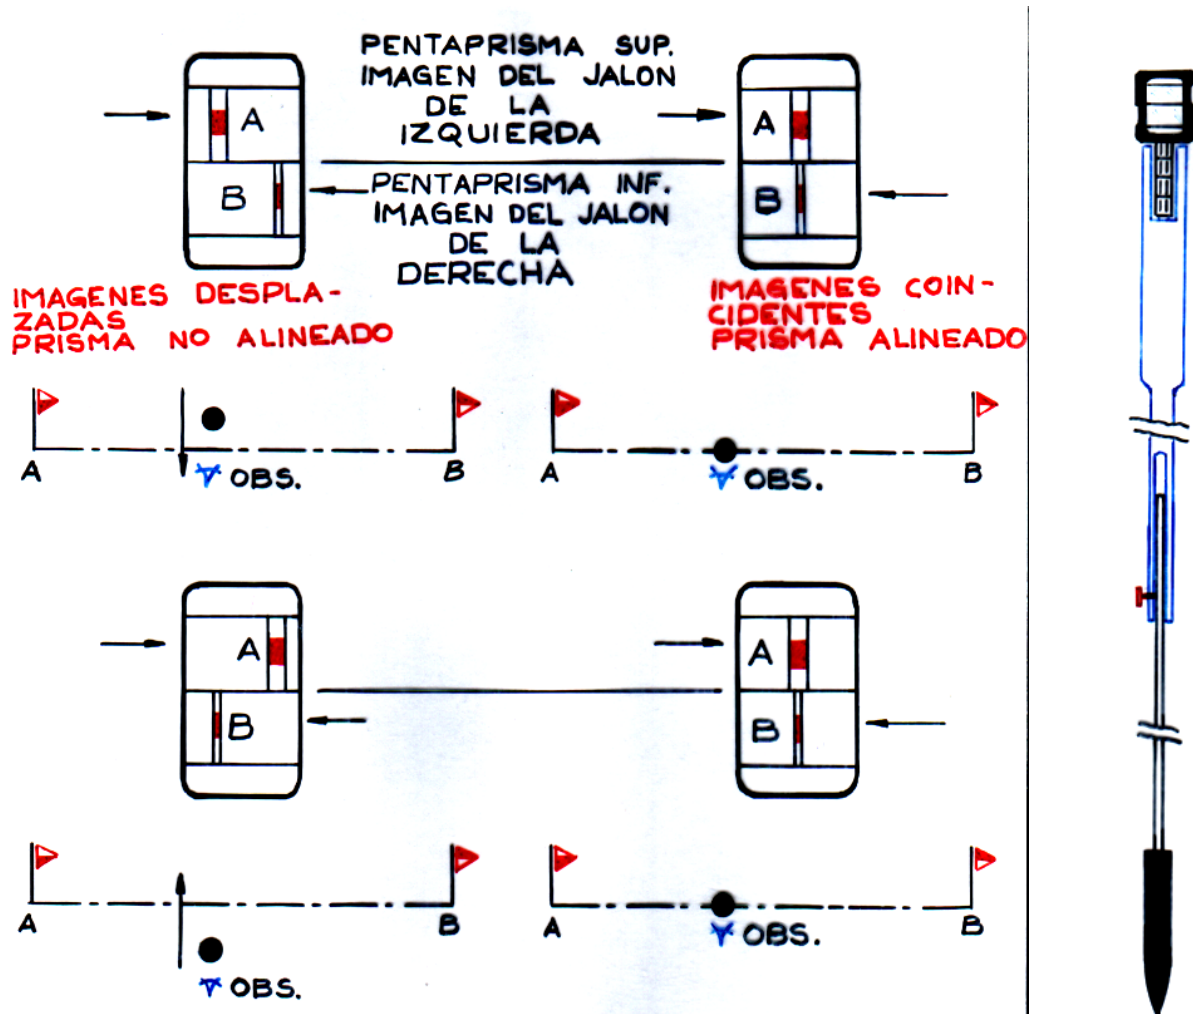 PENTAPRISMA SUP.
IMAGEN DEL JALON
DE LA
IZQUIERDA
A
A
B
PENTAPRISMA INF.
IMAGEN DEL JALON
DE LA
DERECHA
B
IMAGENES DESPLA-
ZADAS
PRISMA NO ALINEADO
IMAGENES COIN-
CIDENTES
PRISMA ALINEADO
A
OBS.
B
A
OBS.
B
A
B
A
B
A
B
OBS.
A
OBS.
B